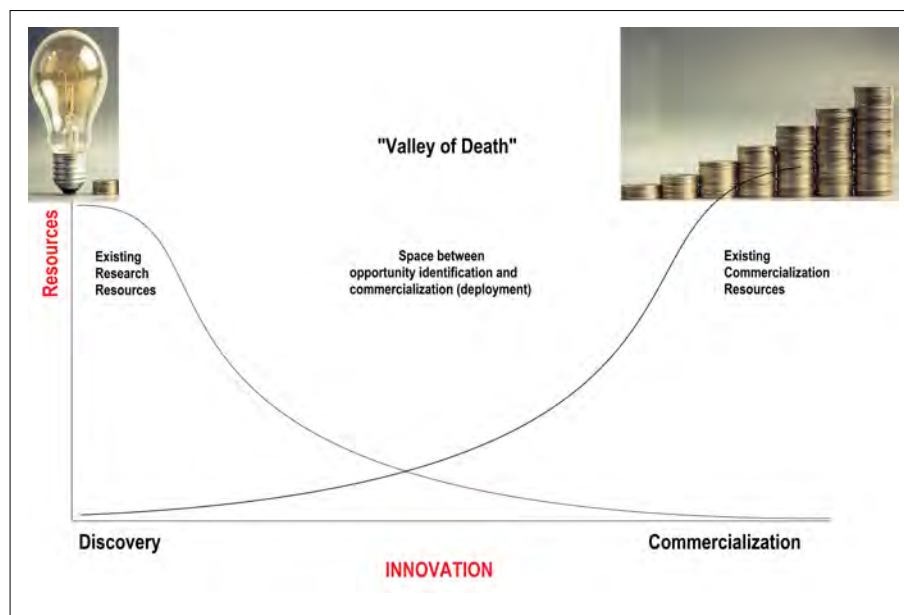 "Valley of Death"
Resources
Existing
Research
Resources
Space between
opportunity identification and
commercialization (deployment)
Existing
Commercialization
Resources
Discovery
Commercialization
INNOVATION